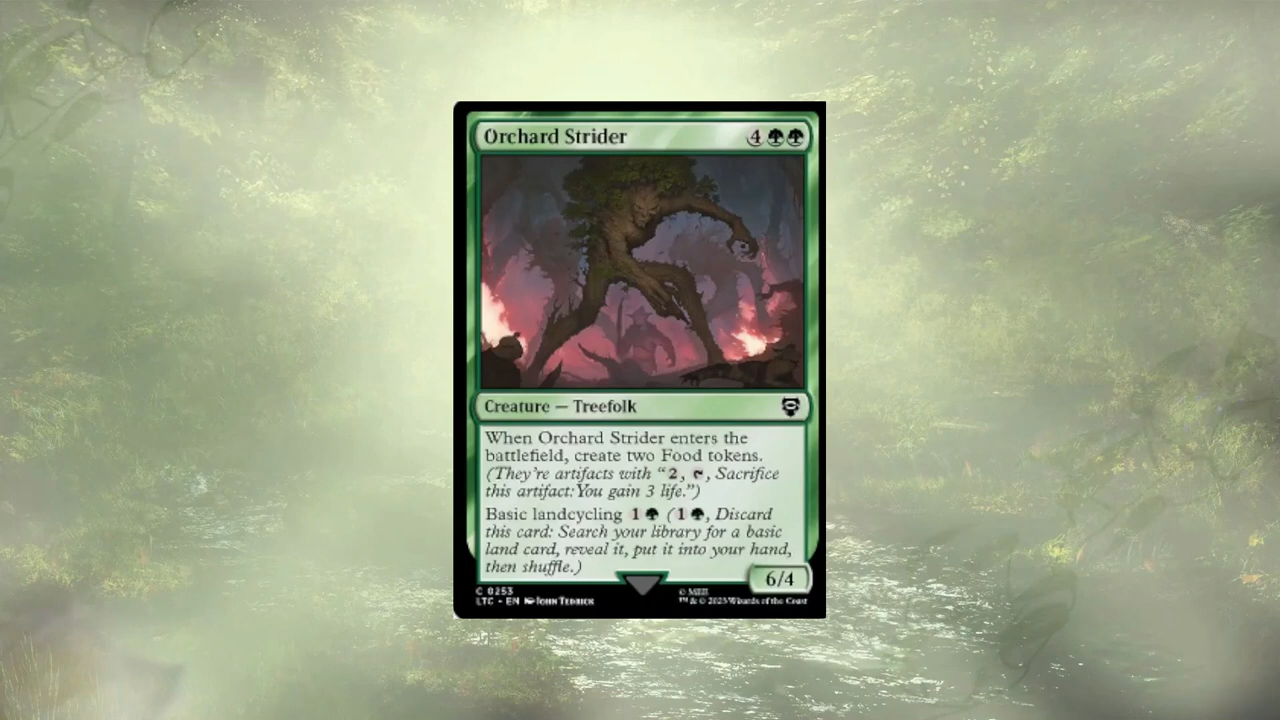 Orchard Strider 4
Creature — Treefolk
When Orchard Strider enters the
battlefield, create two Food tokens.
(They're artifacts with "2, , Sacrifice
this artifact:You gain 3 life.")
Basic landcycling 1 (1 , Discard
this card: Search your library for a basic
land card, reveal it, put it into your hand,
then shuffle.)
6/4
C 0253
LTC • EN John Tedrick
© MEE
™ & © 2023 Wizards of the Coast